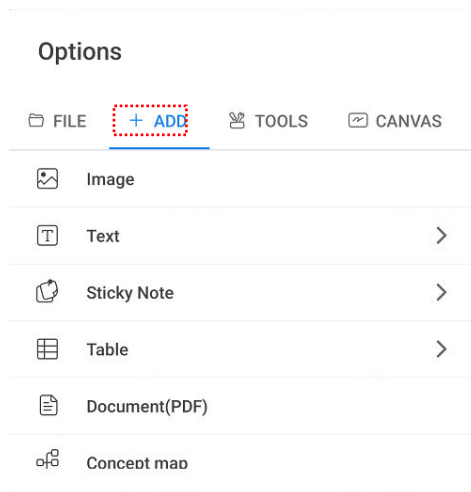 Options
FILE + ADD TOOLS CANVAS
Image
T Text
Sticky Note
Table
Document(PDF)
Concept map